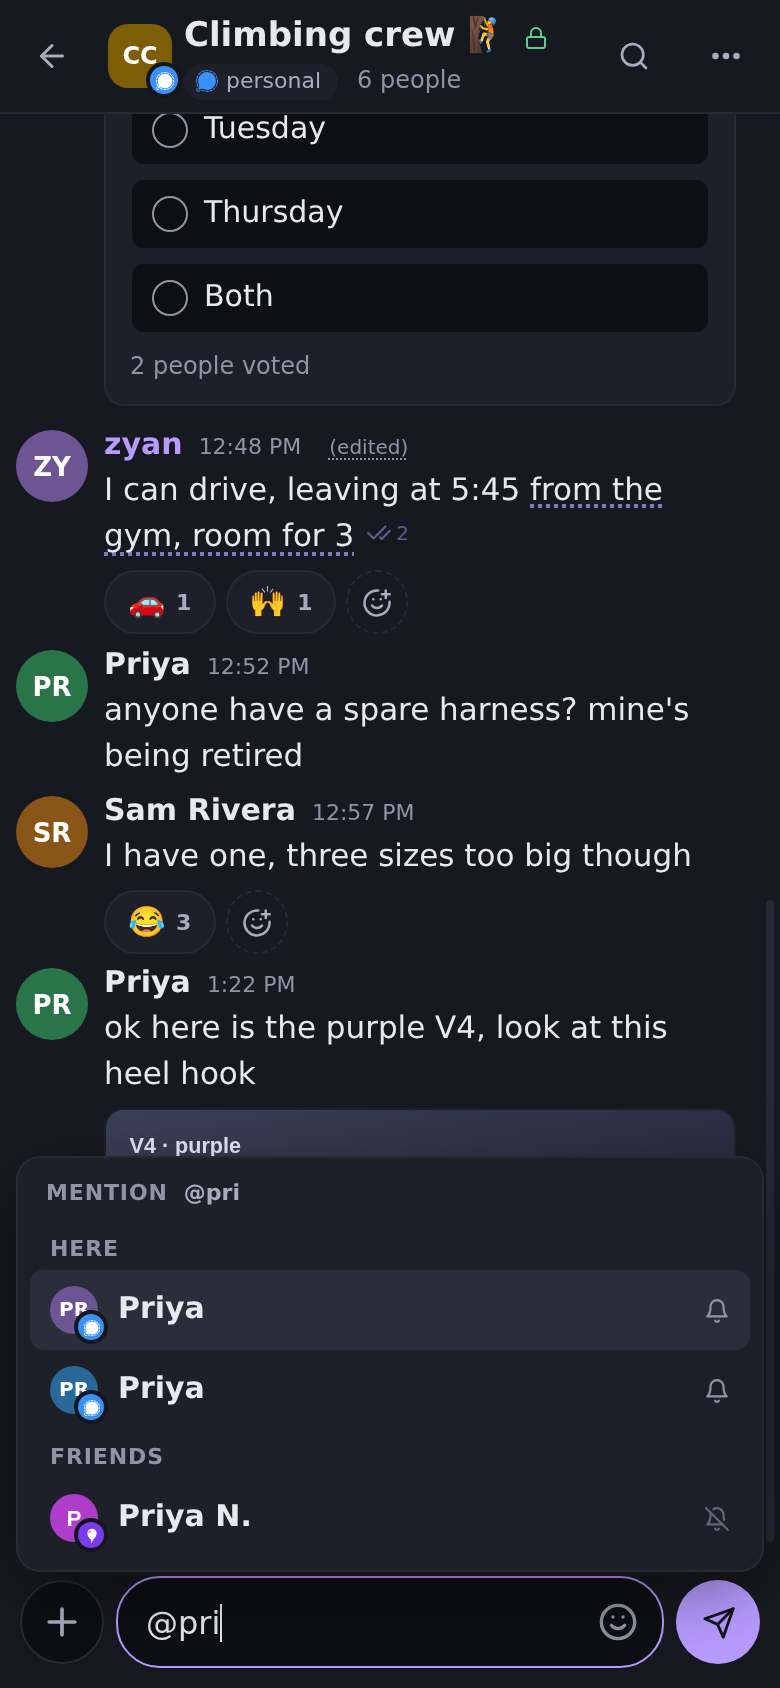 CC
Climbing crew
personal
6 people
Tuesday
Thursday
Both
2 people voted
ZY
zyan 12:48 PM (edited)
I can drive, leaving at 5:45 from the
gym, room for 3 2
1 1
PR
Priya 12:52 PM
anyone have a spare harness? mine's
being retired
SR
Sam Rivera 12:57 PM
I have one, three sizes too big though
3
PR
Priya 1:22 PM
ok here is the purple V4, look at this
heel hook
V4 · purple
MENTION @pri
HERE
PR Priya
PR Priya
FRIENDS
P Priya N.
@pri